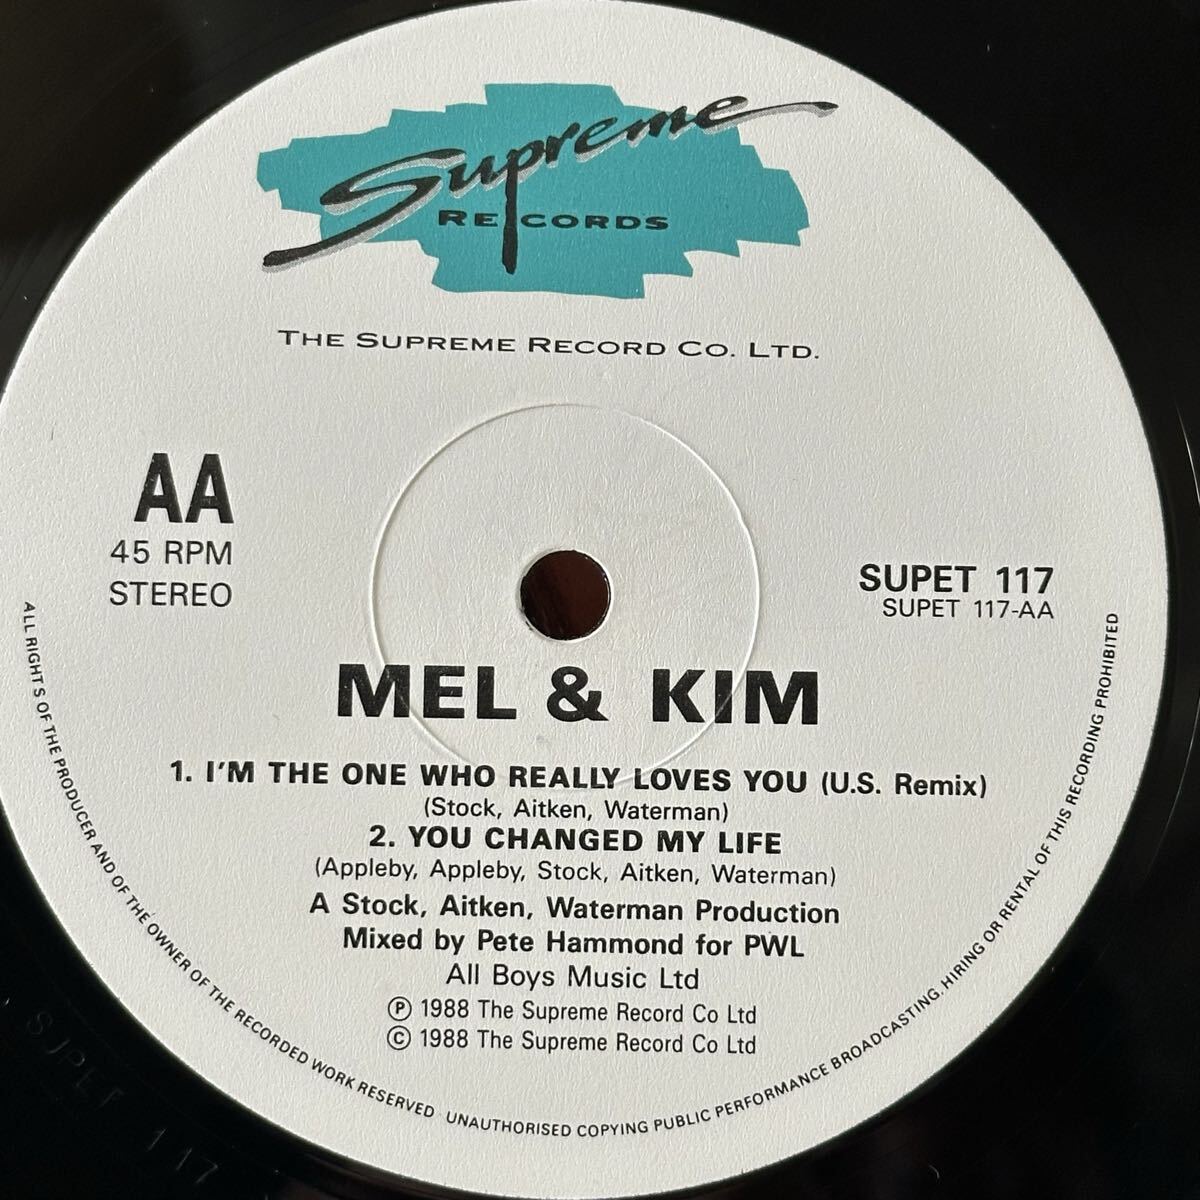 Supreme
RECORDS
THE SUPREME RECORD CO. LTD.
AA
45 RPM
STEREO
SUPET 117
SUPET 117-AA
MEL & KIM
1. I'M THE ONE WHO REALLY LOVES YOU (U.S. Remix)
(Stock, Aitken, Waterman)
2. YOU CHANGED MY LIFE
(Appleby, Appleby, Stock, Aitken, Waterman)
A Stock, Aitken, Waterman Production
Mixed by Pete Hammond for PWL
All Boys Music Ltd
℗ 1988 The Supreme Record Co Ltd
© 1988 The Supreme Record Co Ltd
ALL RIGHTS OF THE PRODUCER AND OF THE OWNER OF THE RECORDED WORK RESERVED UNAUTHORISED COPYING PUBLIC PERFORMANCE BROADCASTING, HIRING OR RENTAL OF THIS RECORDING PROHIBITED
SUPET 117